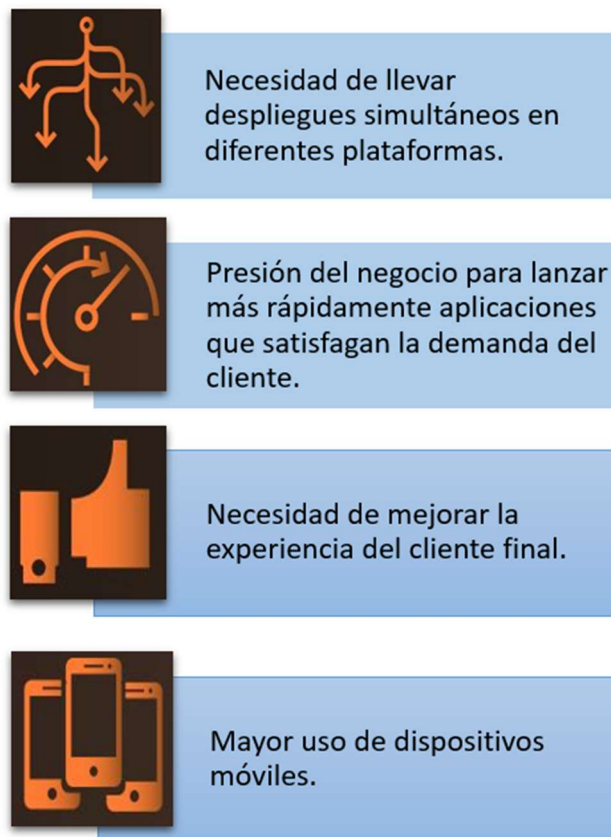 Necesidad de llevar
despliegues simultáneos en
diferentes plataformas.
Presión del negocio para lanzar
más rápidamente aplicaciones
que satisfagan la demanda del
cliente.
Necesidad de mejorar la
experiencia del cliente final.
Mayor uso de dispositivos
móviles.